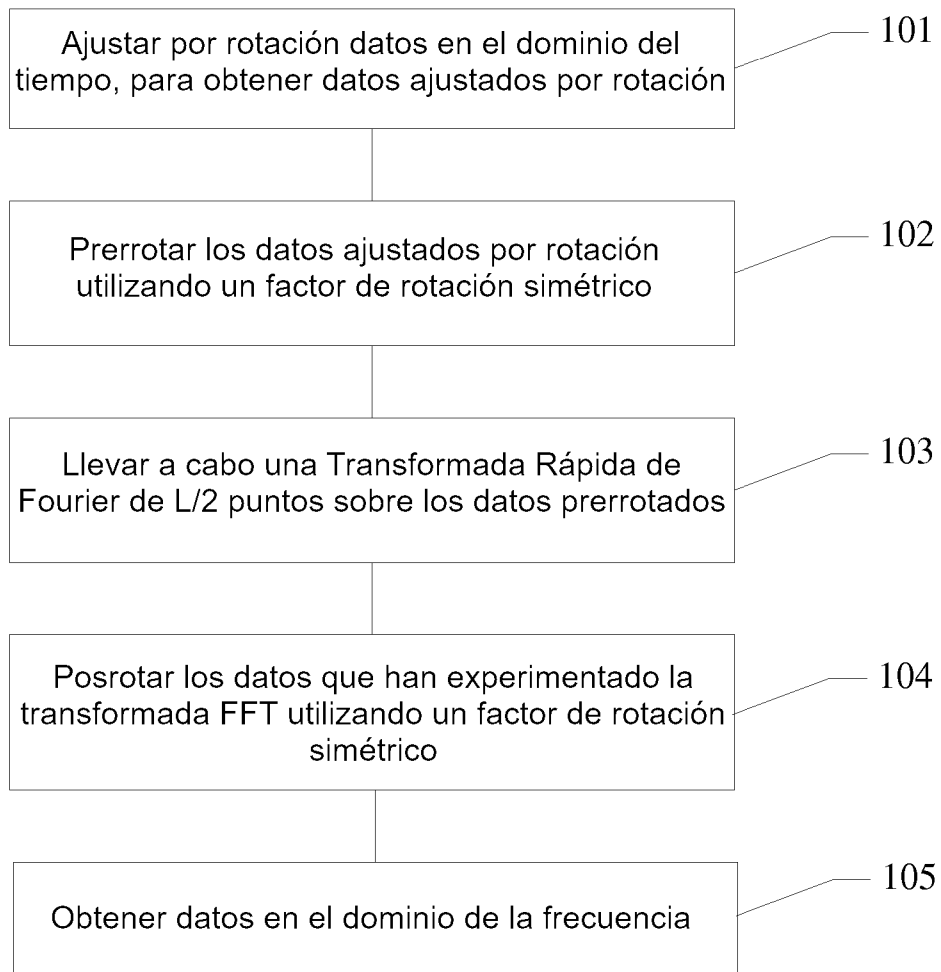 Ajustar por rotación datos en el dominio del
tiempo, para obtener datos ajustados por rotación
101
Prerrotar los datos ajustados por rotación
utilizando un factor de rotación simétrico
102
Llevar a cabo una Transformada Rápida de
Fourier de L/2 puntos sobre los datos prerrotados
103
Posrotar los datos que han experimentado la
transformada FFT utilizando un factor de rotación
simétrico
104
Obtener datos en el dominio de la frecuencia
105